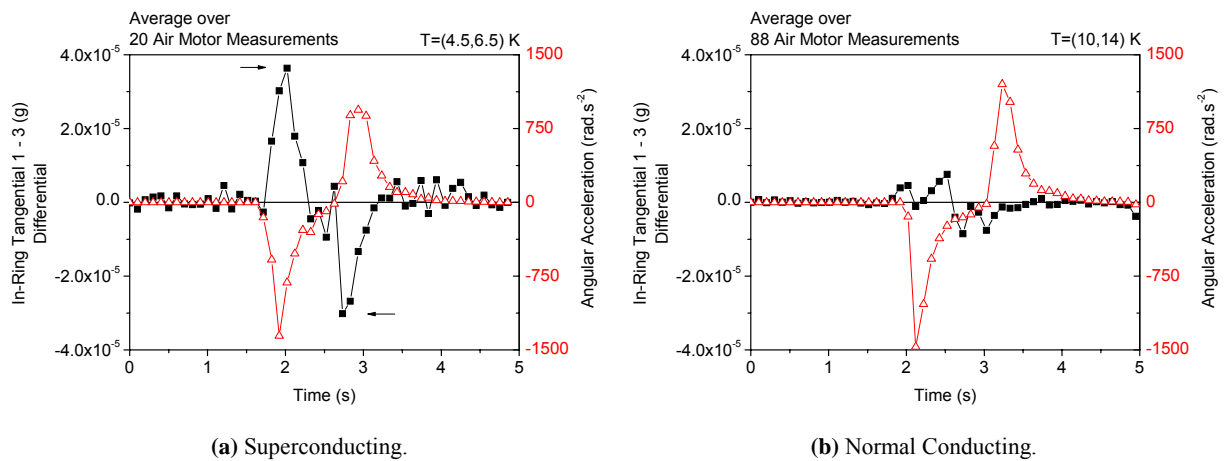 Average over
20 Air Motor Measurements T=(4.5,6.5) K
4.0x10⁻⁵
2.0x10⁻⁵
0.0
-2.0x10⁻⁵
-4.0x10⁻⁵
In-Ring Tangential 1 - 3 (g)
Differential
1500
750
0
-750
-1500
Angular Acceleration (rad.s⁻²)
0 1 2 3 4 5
Time (s)
(a) Superconducting.
Average over
88 Air Motor Measurements T=(10,14) K
4.0x10⁻⁵
2.0x10⁻⁵
0.0
-2.0x10⁻⁵
-4.0x10⁻⁵
In-Ring Tangential 1 - 3 (g)
Differential
1500
750
0
-750
-1500
Angular Acceleration (rad.s⁻²)
0 1 2 3 4 5
Time (s)
(b) Normal Conducting.